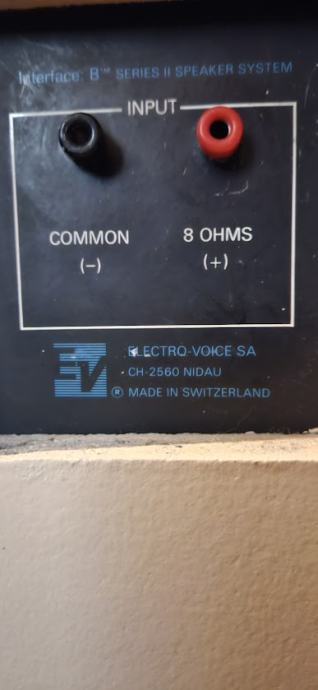 Interface: B™ SERIES II SPEAKER SYSTEM
INPUT
COMMON
(-)
8 OHMS
(+)
EV
ELECTRO-VOICE SA
CH-2560 NIDAU
® MADE IN SWITZERLAND